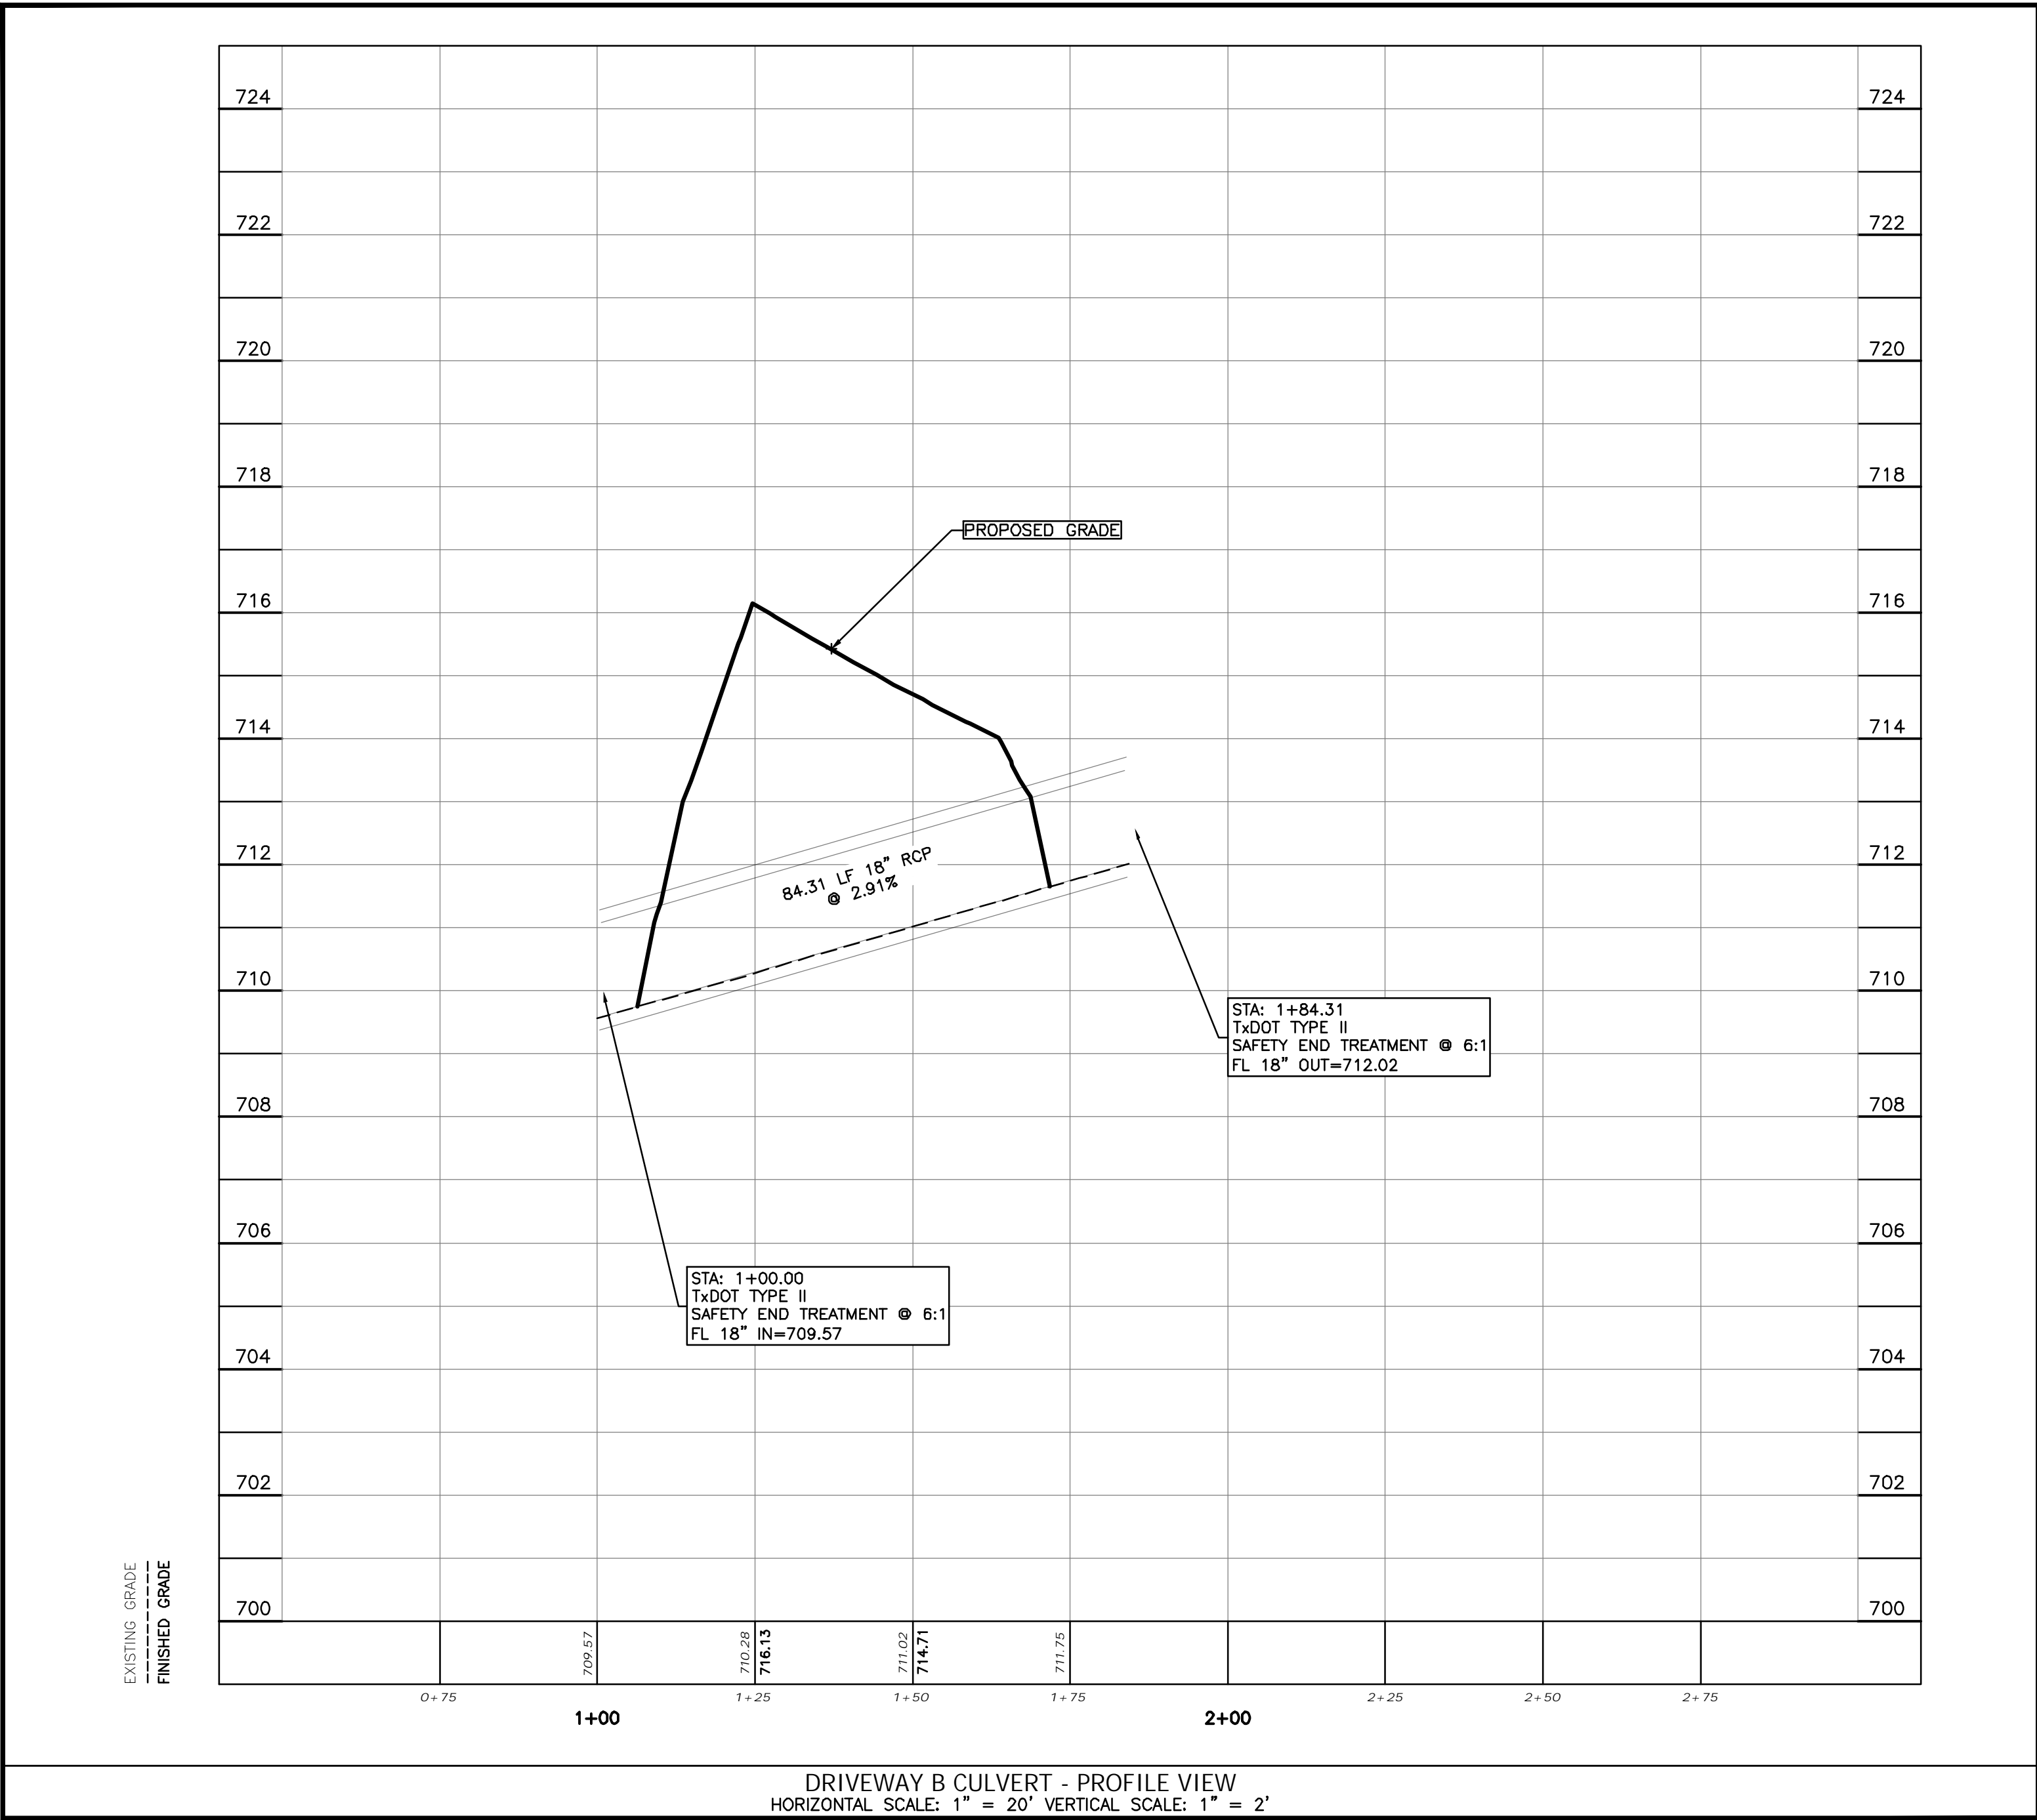 724 724
722 722
720 720
718 718
PROPOSED GRADE
716 716
714 714
712 712
84.31 LF 18" RCP
@ 2.91%
710 710
STA: 1+84.31
TxDOT TYPE II
SAFETY END TREATMENT @ 6:1
FL 18" OUT=712.02
708 708
706 706
STA: 1+00.00
TxDOT TYPE II
SAFETY END TREATMENT @ 6:1
FL 18" IN=709.57
704 704
702 702
700 700
EXISTING GRADE
FINISHED GRADE
709.57
710.28
716.13
711.02
714.71
711.75
0+75 1+25 1+50 1+75 2+25 2+50 2+75
1+00 2+00
DRIVEWAY B CULVERT - PROFILE VIEW
HORIZONTAL SCALE: 1" = 20' VERTICAL SCALE: 1" = 2'